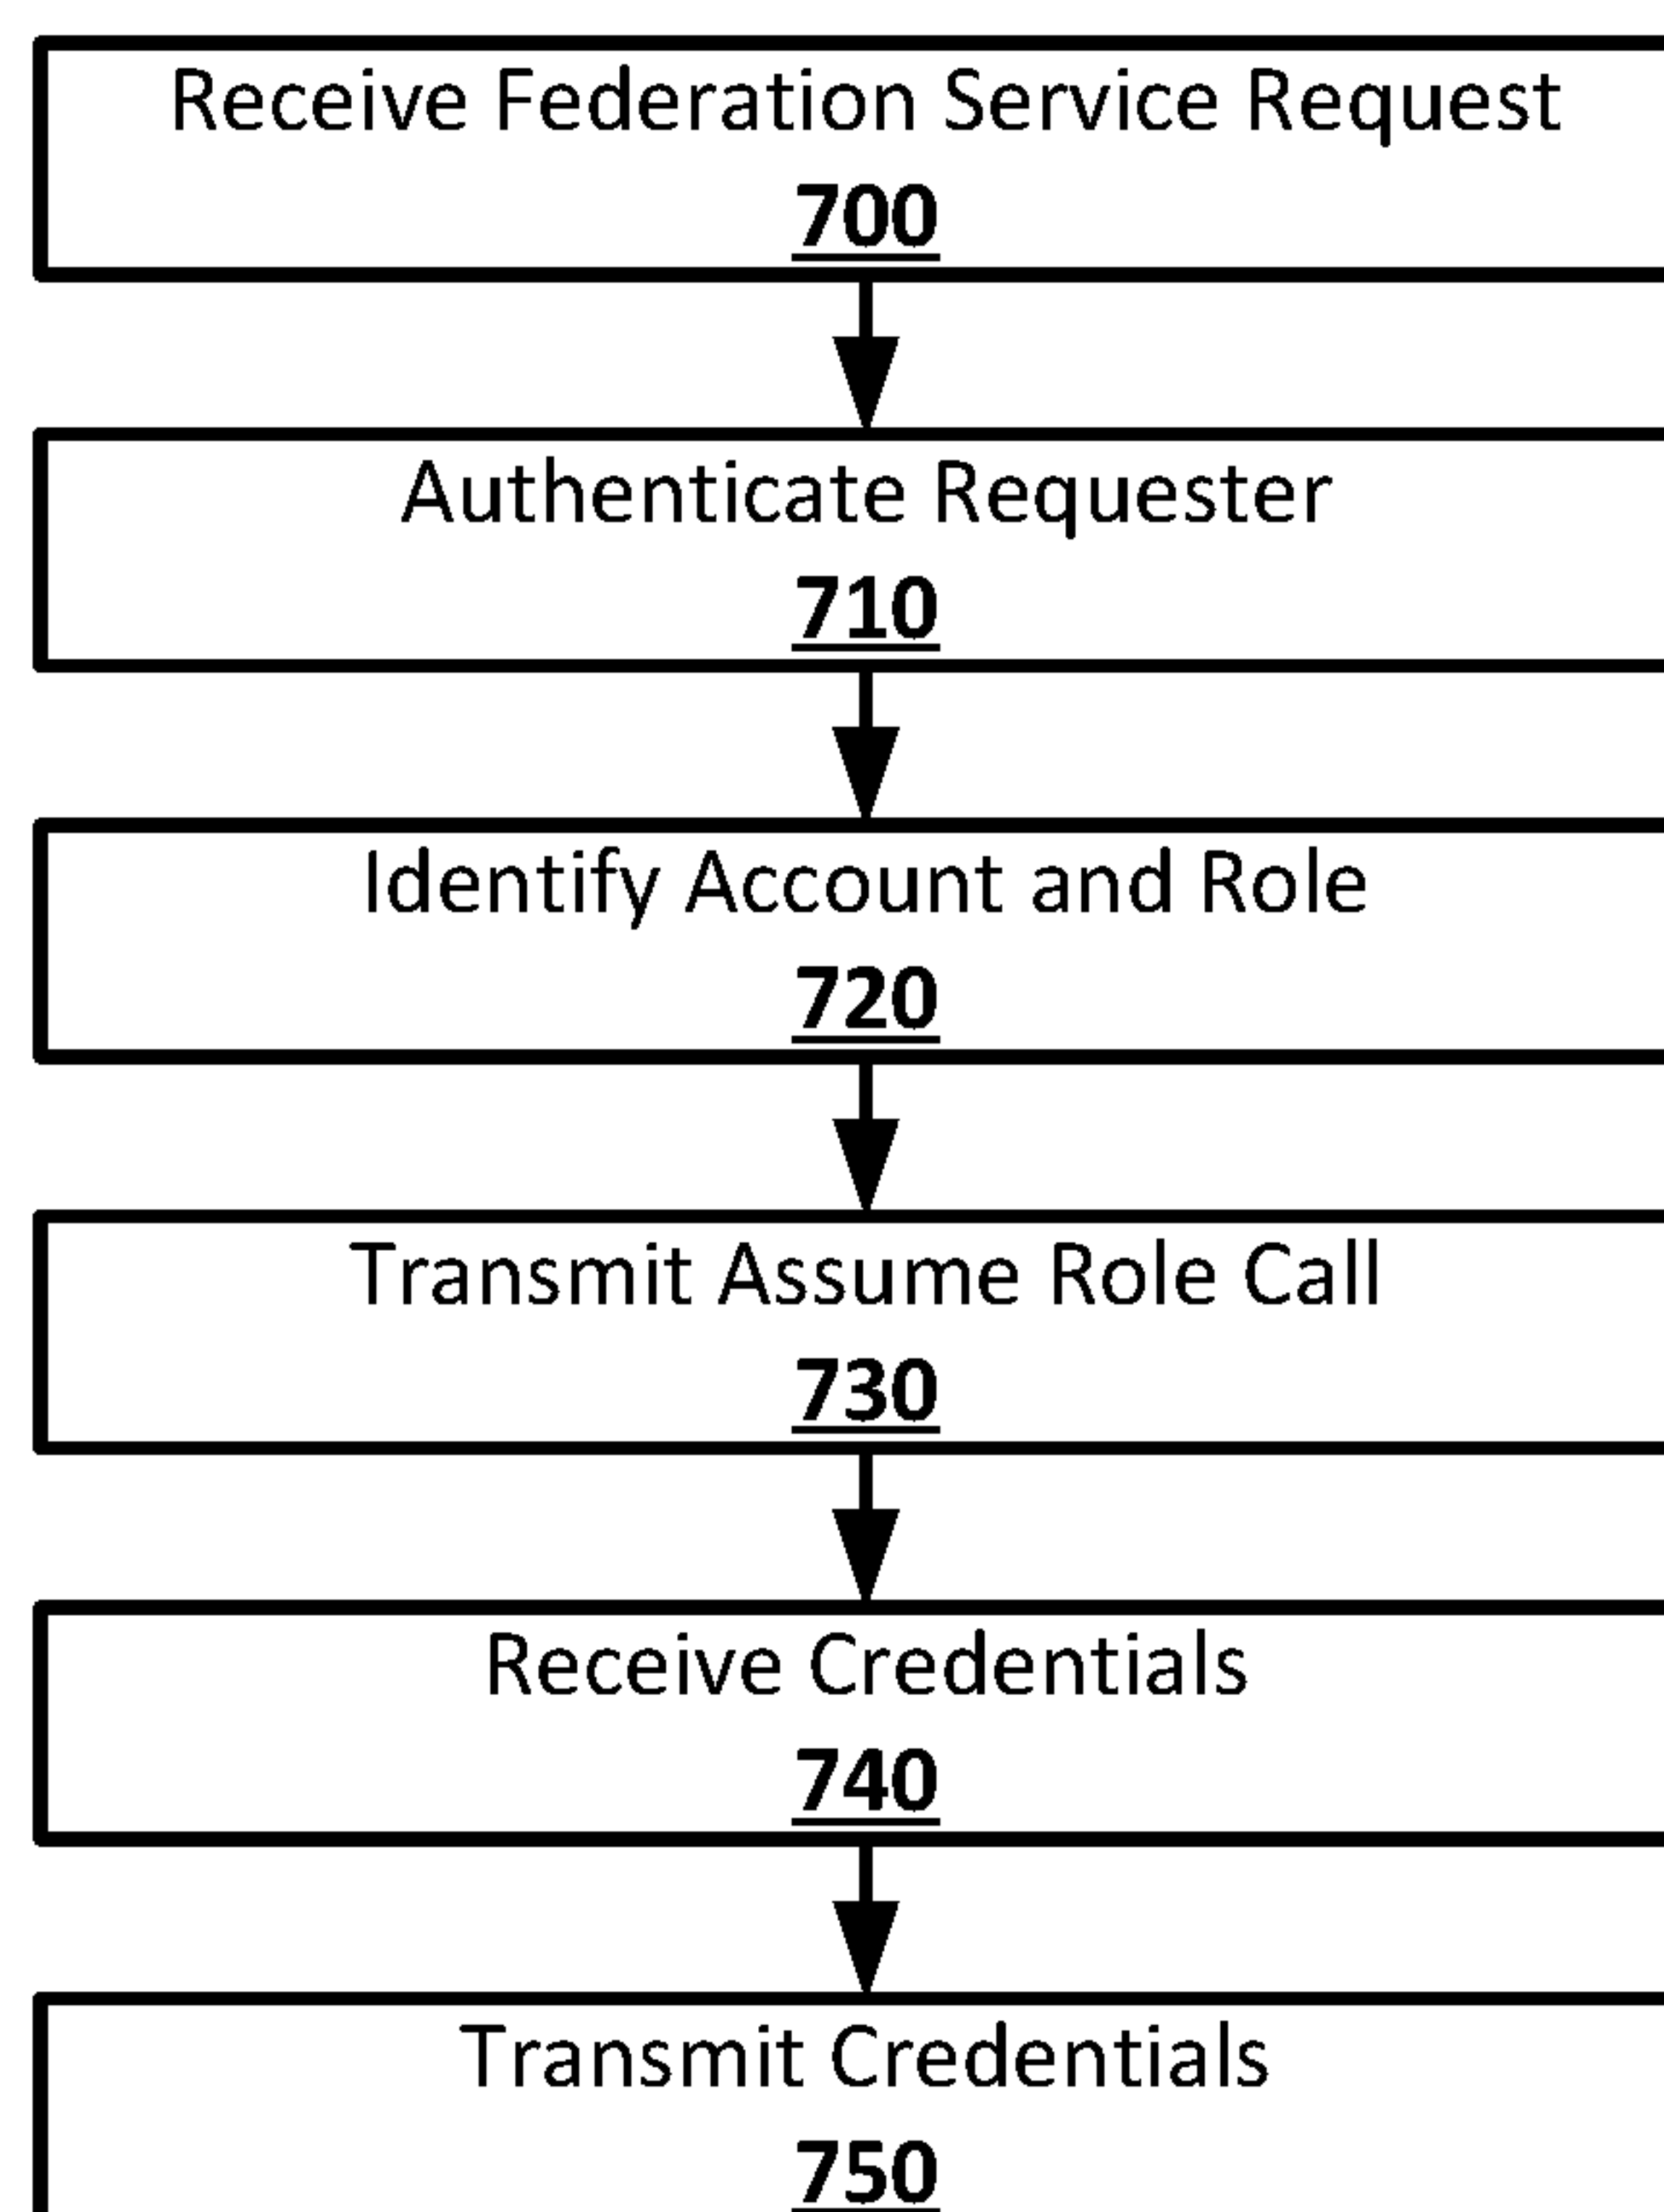 Receive Federation Service Request
700
Authenticate Requester
710
Identify Account and Role
720
Transmit Assume Role Call
730
Receive Credentials
740
Transmit Credentials
750